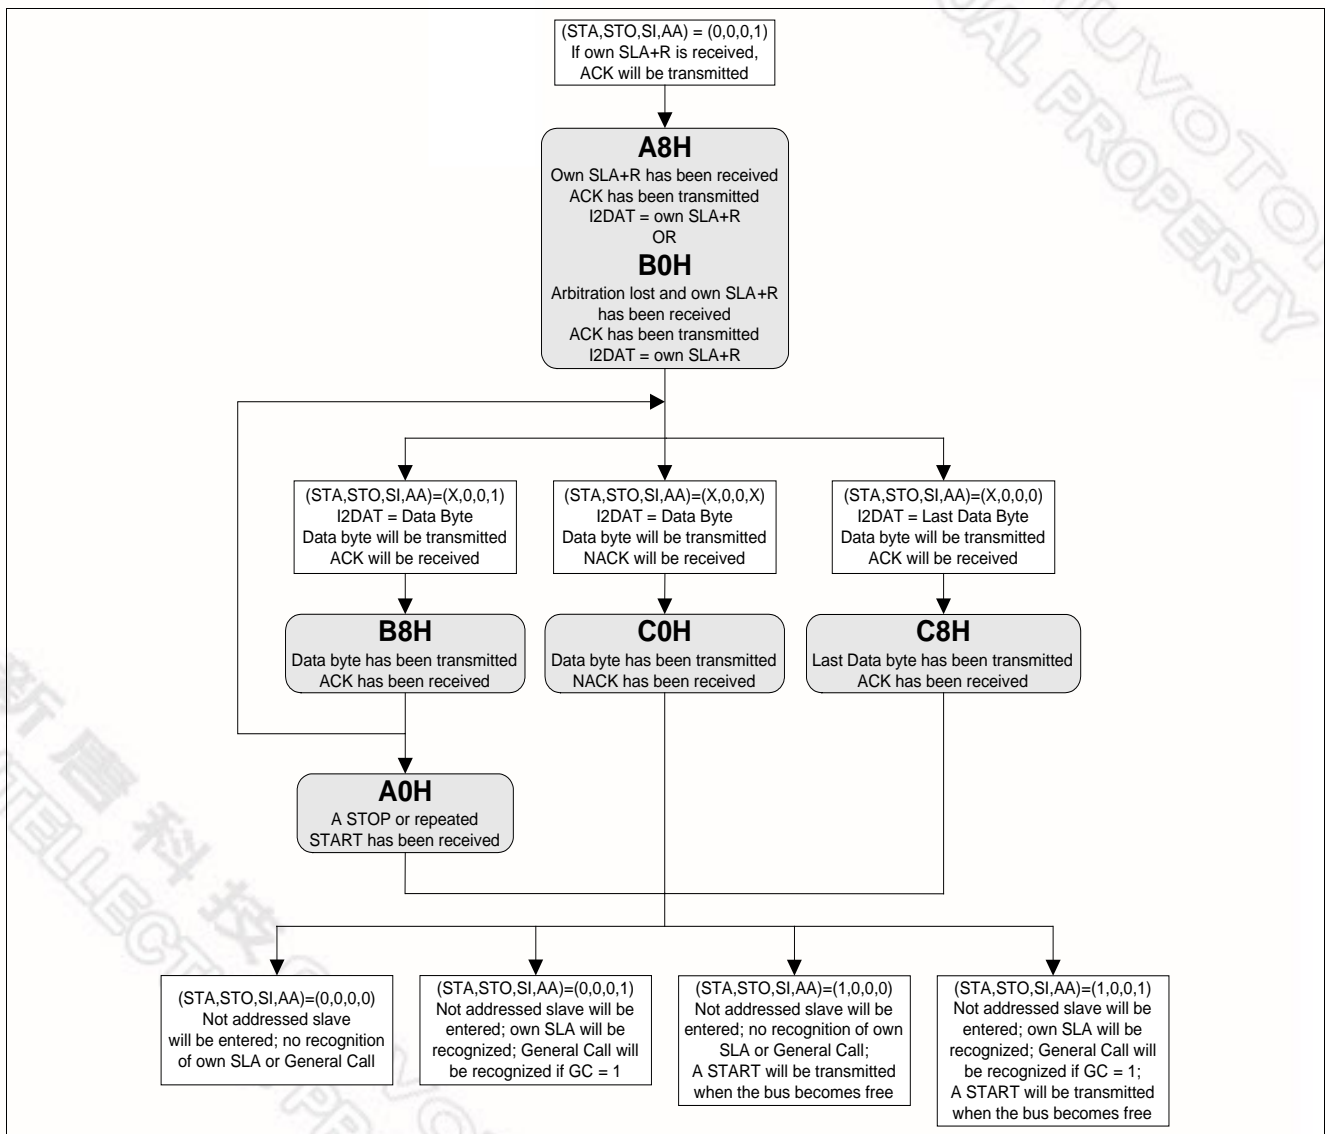 (STA,STO,SI,AA) = (0,0,0,1)
If own SLA+R is received,
ACK will be transmitted
A8H
Own SLA+R has been received
ACK has been transmitted
I2DAT = own SLA+R
OR
B0H
Arbitration lost and own SLA+R
has been received
ACK has been transmitted
I2DAT = own SLA+R
(STA,STO,SI,AA)=(X,0,0,1)
I2DAT = Data Byte
Data byte will be transmitted
ACK will be received
(STA,STO,SI,AA)=(X,0,0,X)
I2DAT = Data Byte
Data byte will be transmitted
NACK will be received
(STA,STO,SI,AA)=(X,0,0,0)
I2DAT = Last Data Byte
Data byte will be transmitted
ACK will be received
B8H
Data byte has been transmitted
ACK has been received
C0H
Data byte has been transmitted
NACK has been received
C8H
Last Data byte has been transmitted
ACK has been received
A0H
A STOP or repeated
START has been received
(STA,STO,SI,AA)=(0,0,0,0)
Not addressed slave
will be entered; no recognition
of own SLA or General Call
(STA,STO,SI,AA)=(0,0,0,1)
Not addressed slave will be
entered; own SLA will be
recognized; General Call will
be recognized if GC = 1
(STA,STO,SI,AA)=(1,0,0,0)
Not addressed slave will be
entered; no recognition of own
SLA or General Call;
A START will be transmitted
when the bus becomes free
(STA,STO,SI,AA)=(1,0,0,1)
Not addressed slave will be
entered; own SLA will be
recognized; General Call will
be recognized if GC = 1;
A START will be transmitted
when the bus becomes free
PROPERTY
新唐科技